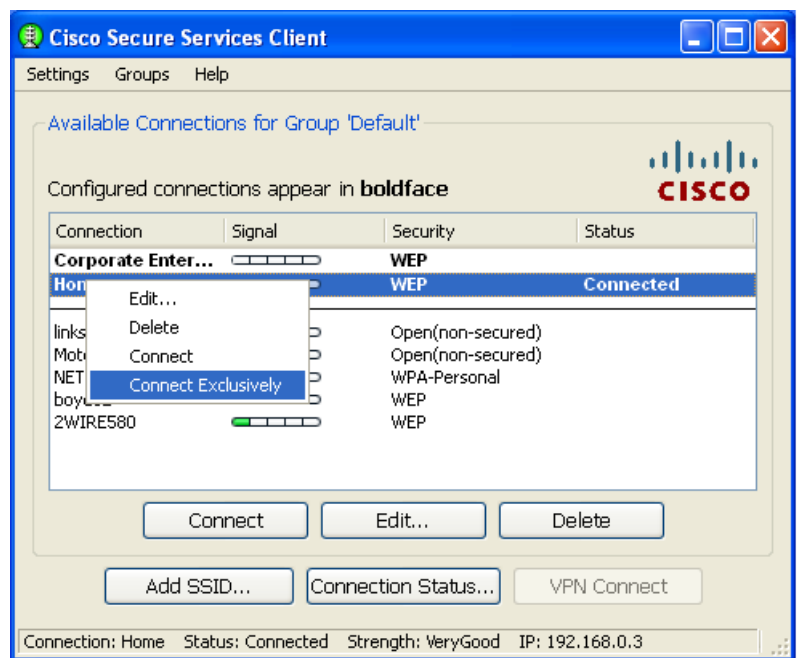 Cisco Secure Services Client
Settings Groups Help
Available Connections for Group 'Default'
CISCO
Configured connections appear in boldface
Connection Signal Security Status
Corporate Enter... WEP
Hon WEP Connected
Edit...
Delete
Connect
Connect Exclusively
links Open(non-secured)
Moto Open(non-secured)
NET WPA-Personal
WEP
2WIRE580 WEP
Connect Edit... Delete
Add SSID... Connection Status... VPN Connect
Connection: Home Status: Connected Strength: VeryGood IP: 192.168.0.3